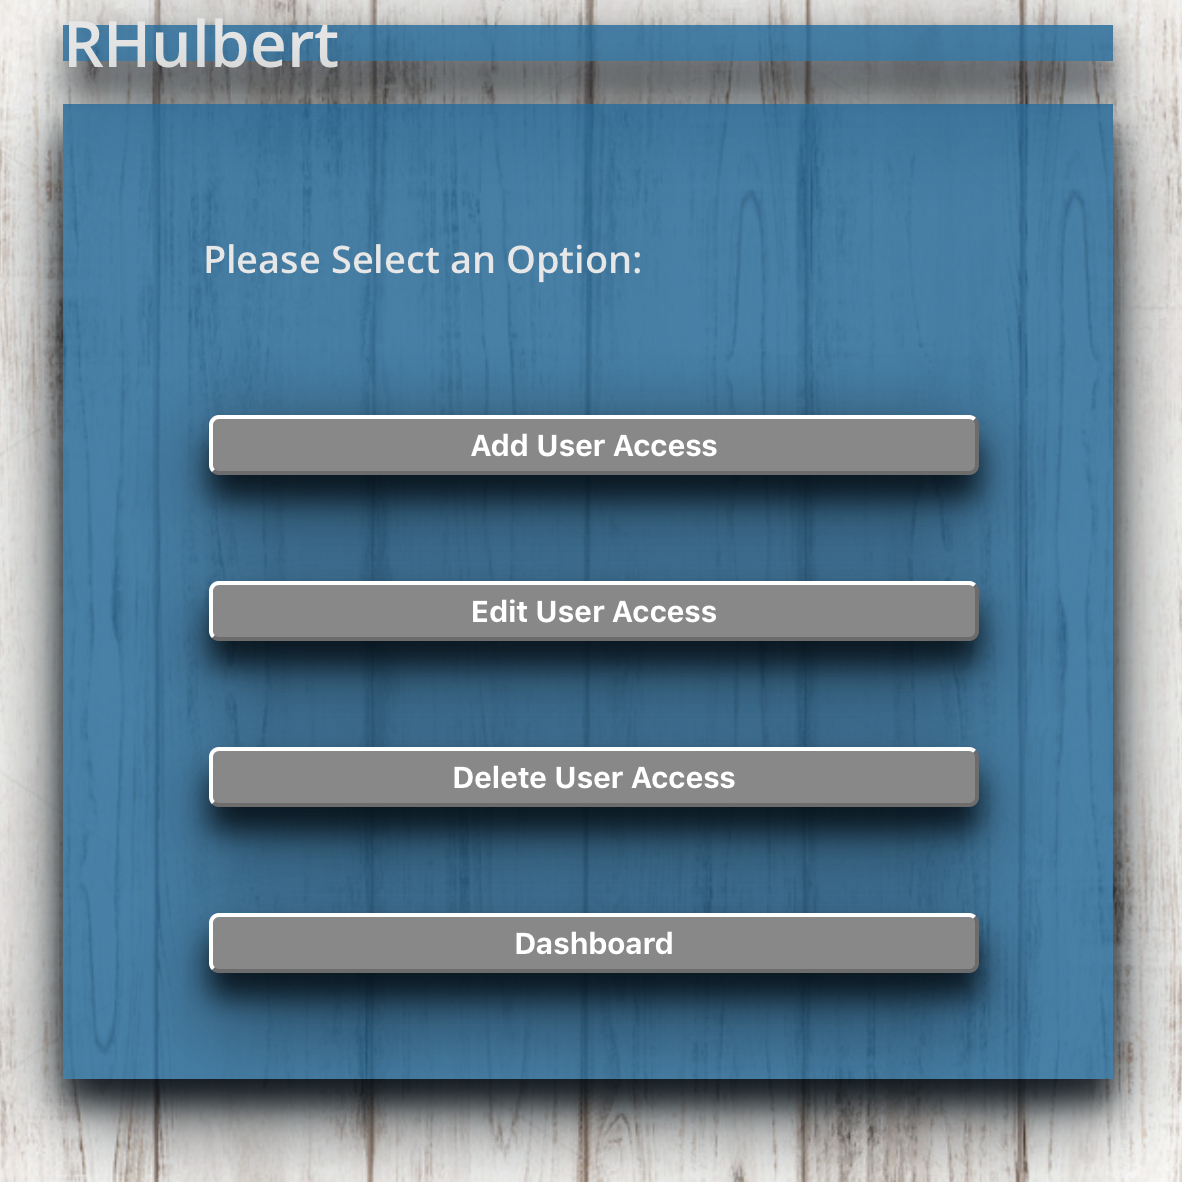 RHulbert
Please Select an Option:
Add User Access
Edit User Access
Delete User Access
Dashboard